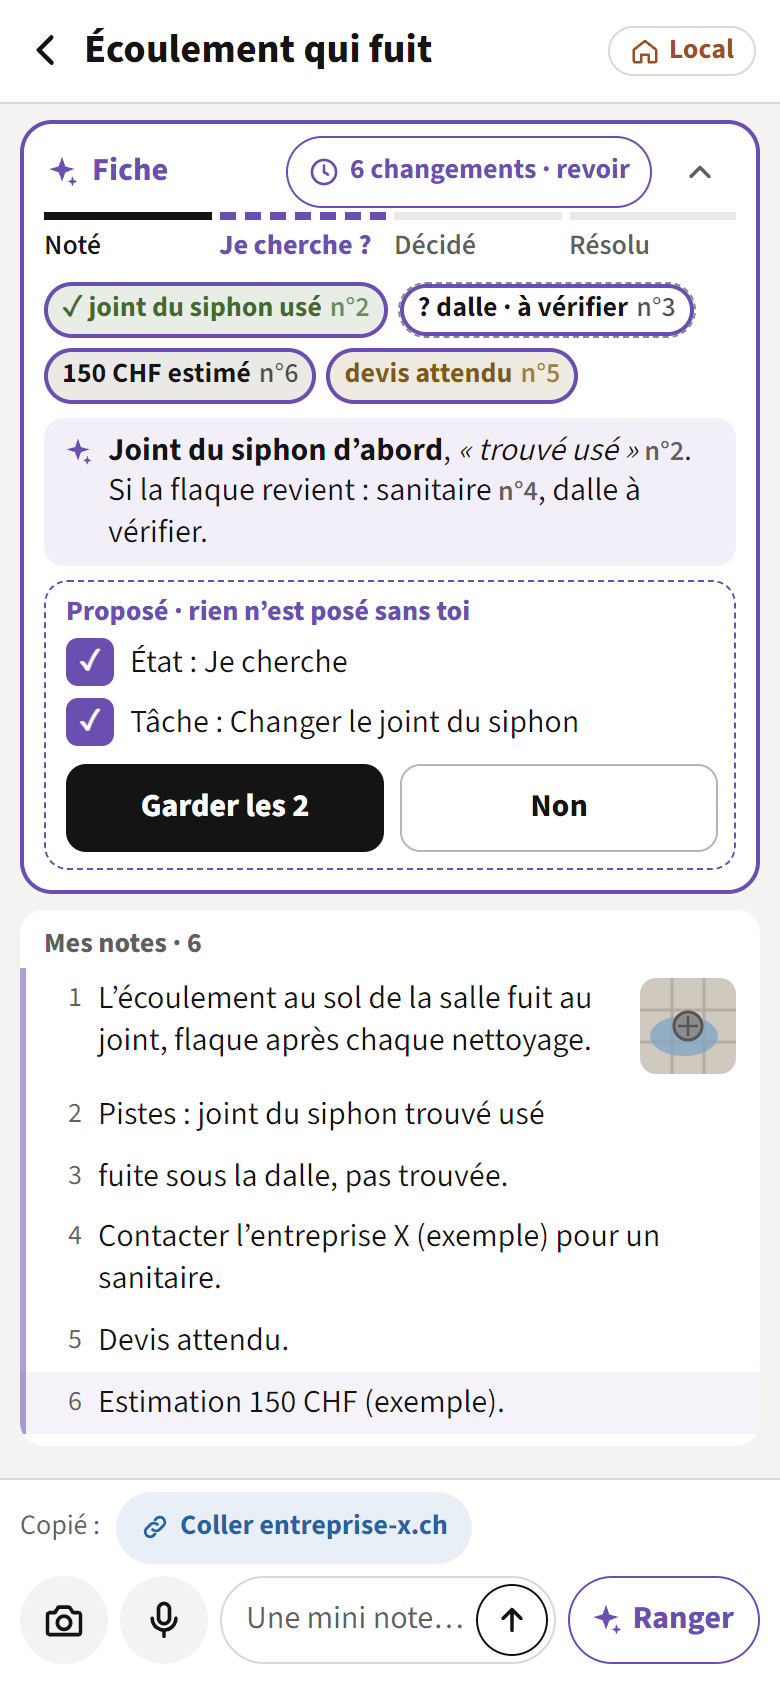 Écoulement qui fuit
Local
Fiche
6 changements · revoir
Noté
Je cherche ?
Décidé
Résolu
✓ joint du siphon usé n°2
? dalle · à vérifier n°3
150 CHF estimé n°6
devis attendu n°5
Joint du siphon d’abord, « trouvé usé » n°2.
Si la flaque revient : sanitaire n°4, dalle à
vérifier.
Proposé · rien n’est posé sans toi
État : Je cherche
Tâche : Changer le joint du siphon
Garder les 2
Non
Mes notes · 6
1 L’écoulement au sol de la salle fuit au
joint, flaque après chaque nettoyage.
2 Pistes : joint du siphon trouvé usé
3 fuite sous la dalle, pas trouvée.
4 Contacter l’entreprise X (exemple) pour un
sanitaire.
5 Devis attendu.
6 Estimation 150 CHF (exemple).
Copié :
Coller entreprise-x.ch
Une mini note…
Ranger